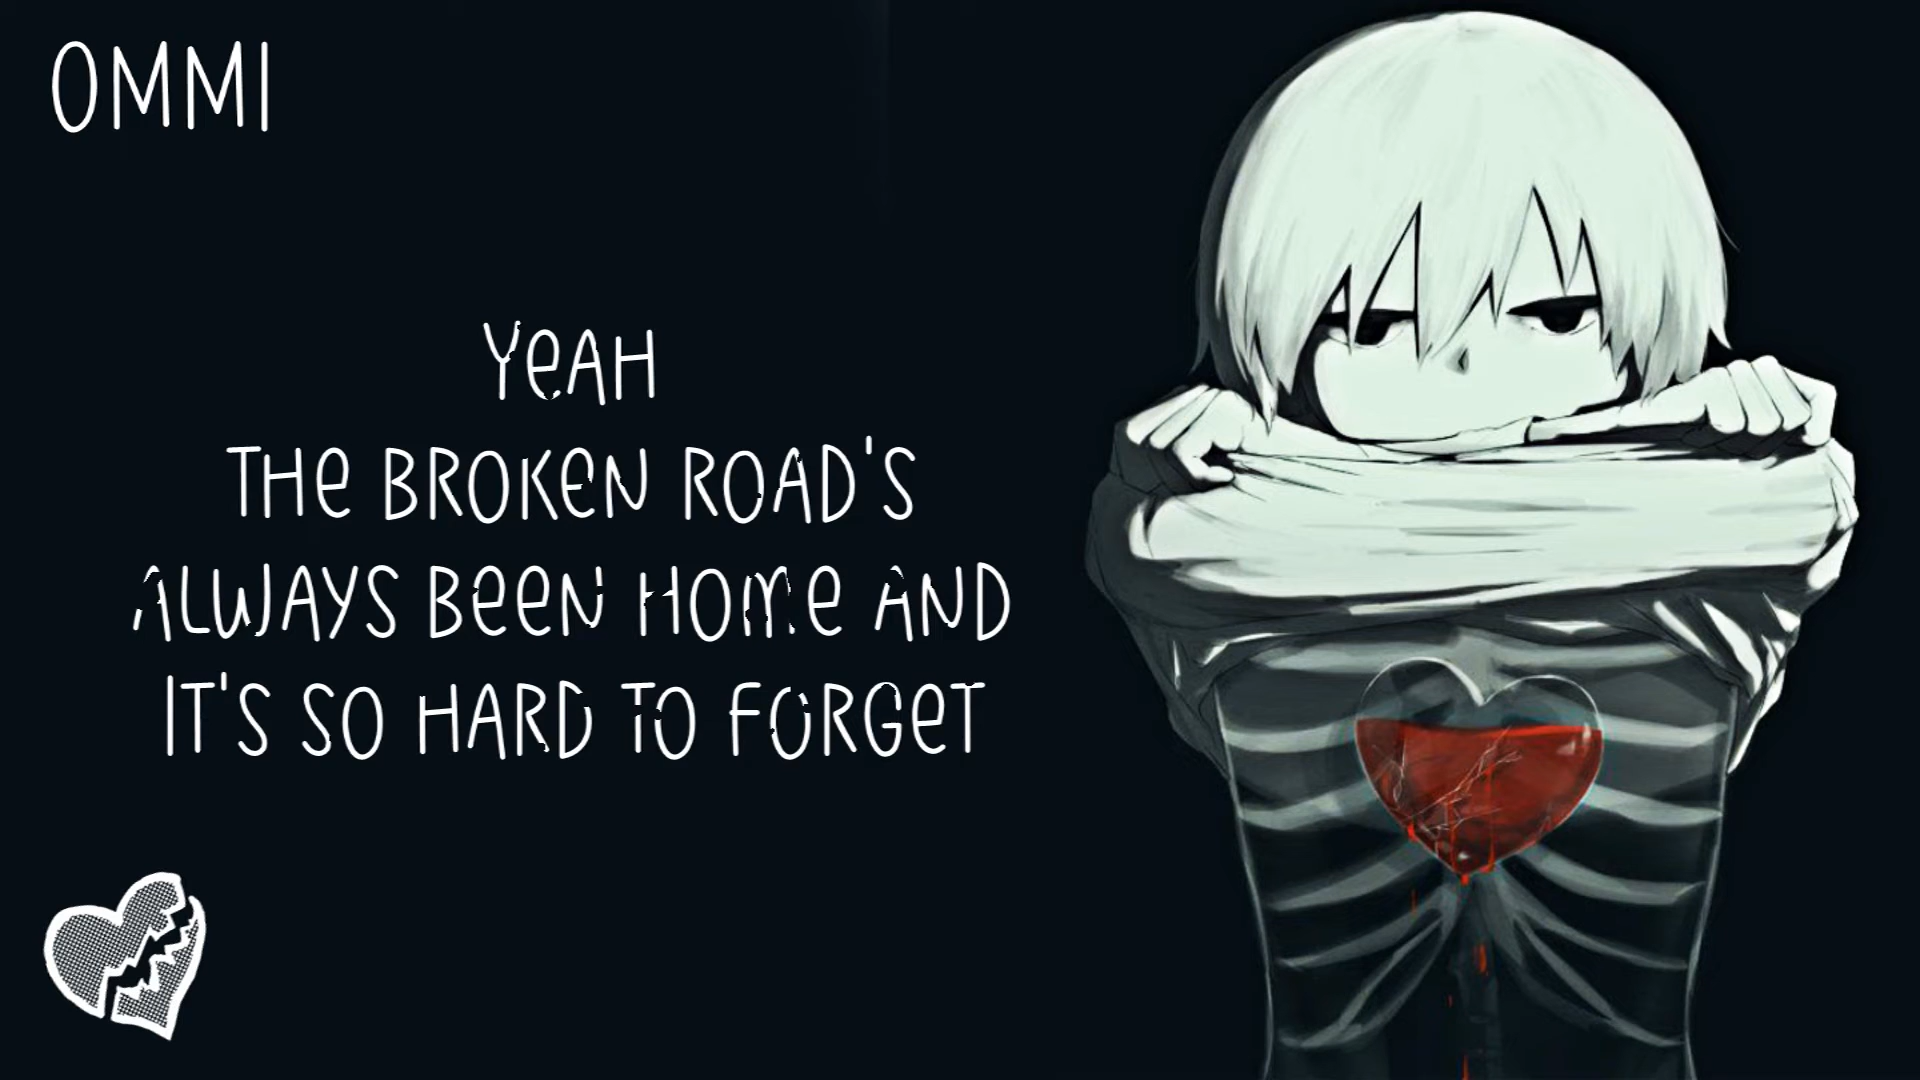 OMMI
YEAH
THE BROKEN ROAD'S
ALWAYS BEEN HOME AND
IT'S SO HARD TO FORGET